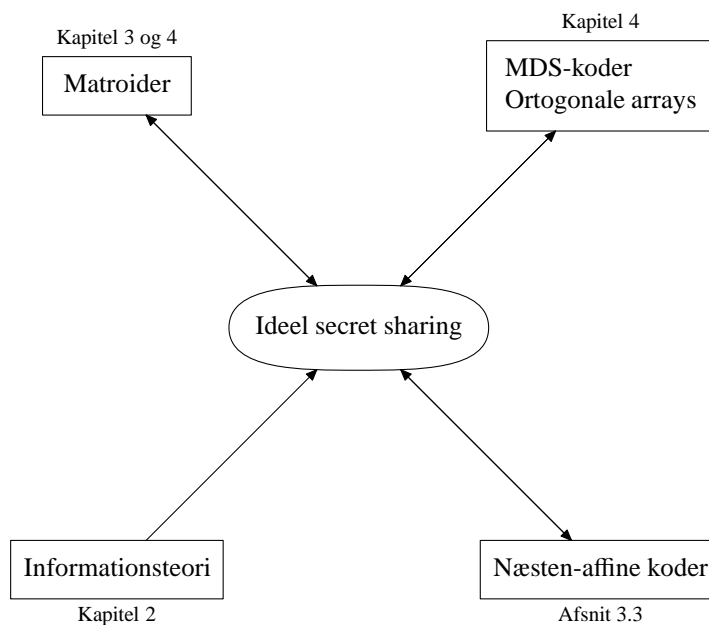 Kapitel 3 og 4
Matroider
Kapitel 4
MDS-koder
Ortogonale arrays
Ideel secret sharing
Informationsteori
Kapitel 2
Næsten-affine koder
Afsnit 3.3